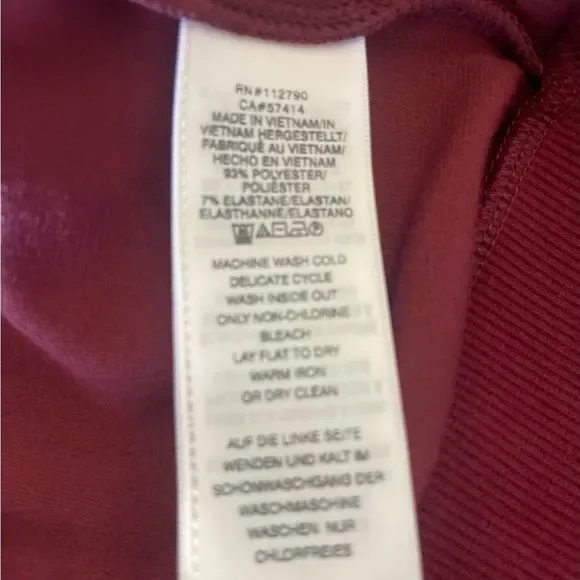 RN#112790
CA#57414
MADE IN VIETNAM/IN
VIETNAM HERGESTELLT/
FABRIQUÉ AU VIETNAM/
HECHO EN VIETNAM
93% POLYESTER/
POLIÉSTER
7% ELASTANE/ELASTAN/
ELASTHANNE/ELASTANO
MACHINE WASH COLD
DELICATE CYCLE
WASH INSIDE OUT
ONLY NON-CHLORINE
BLEACH
LAY FLAT TO DRY
WARM IRON
OR DRY CLEAN
AUF DIE LINKE SEITE
WENDEN UND KALT IM
SCHONWASCHGANG DER
WASCHMASCHINE
WASCHEN. NUR
CHLORFREIES